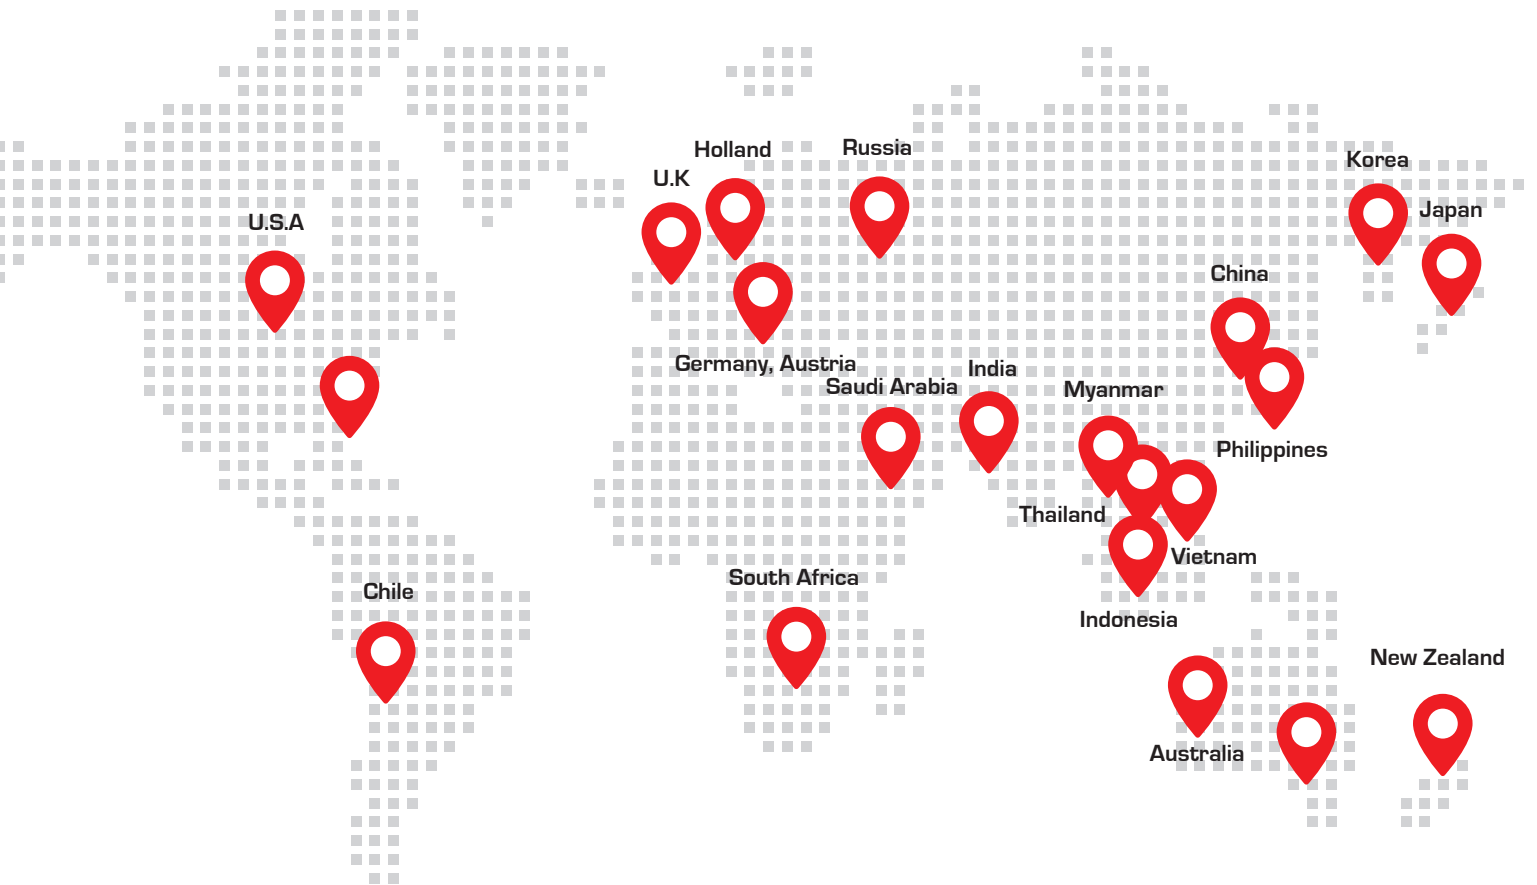 Holland
Russia
Korea
U.K
Japan
U.S.A
China
Germany, Austria
India
Saudi Arabia
Myanmar
Philippines
Thailand
Vietnam
South Africa
Chile
Indonesia
New Zealand
Australia